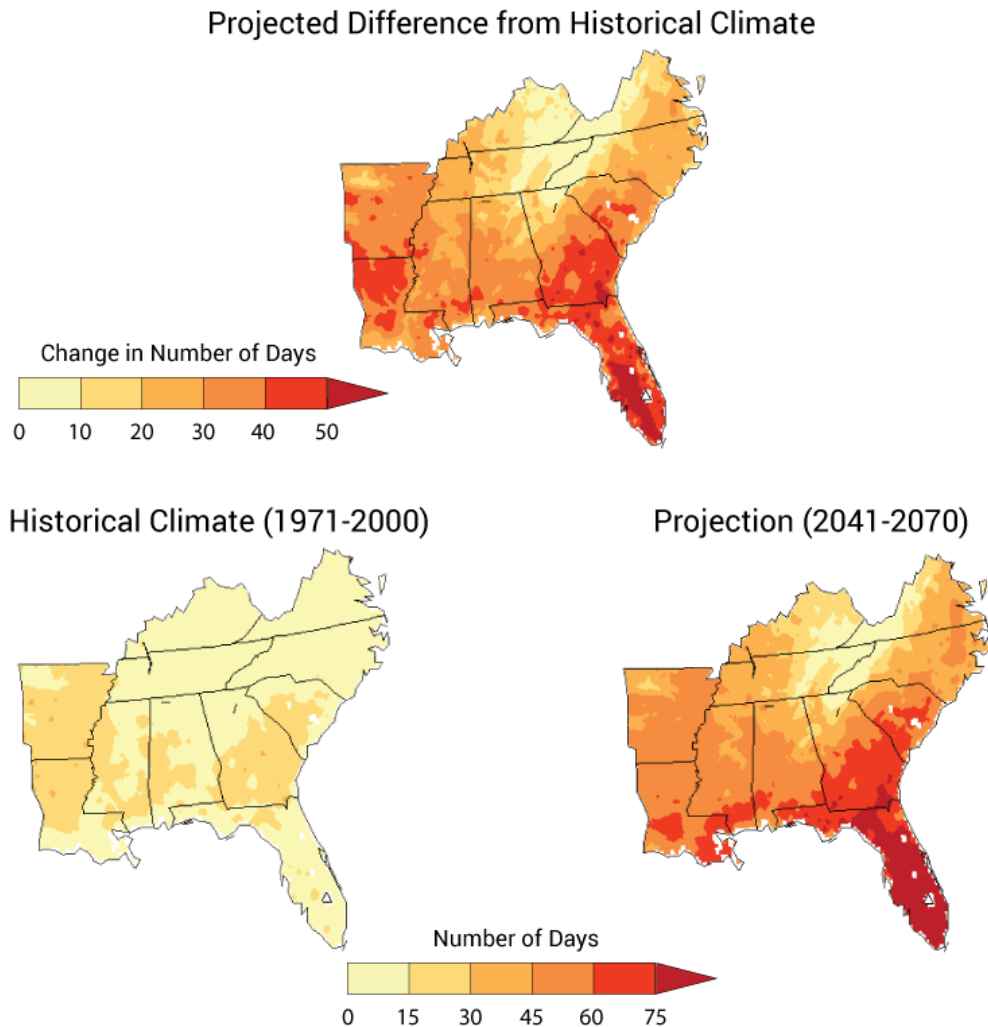 Projected Difference from Historical Climate
Change in Number of Days
0 10 20 30 40 50
Historical Climate (1971-2000)
Projection (2041-2070)
Number of Days
0 15 30 45 60 75